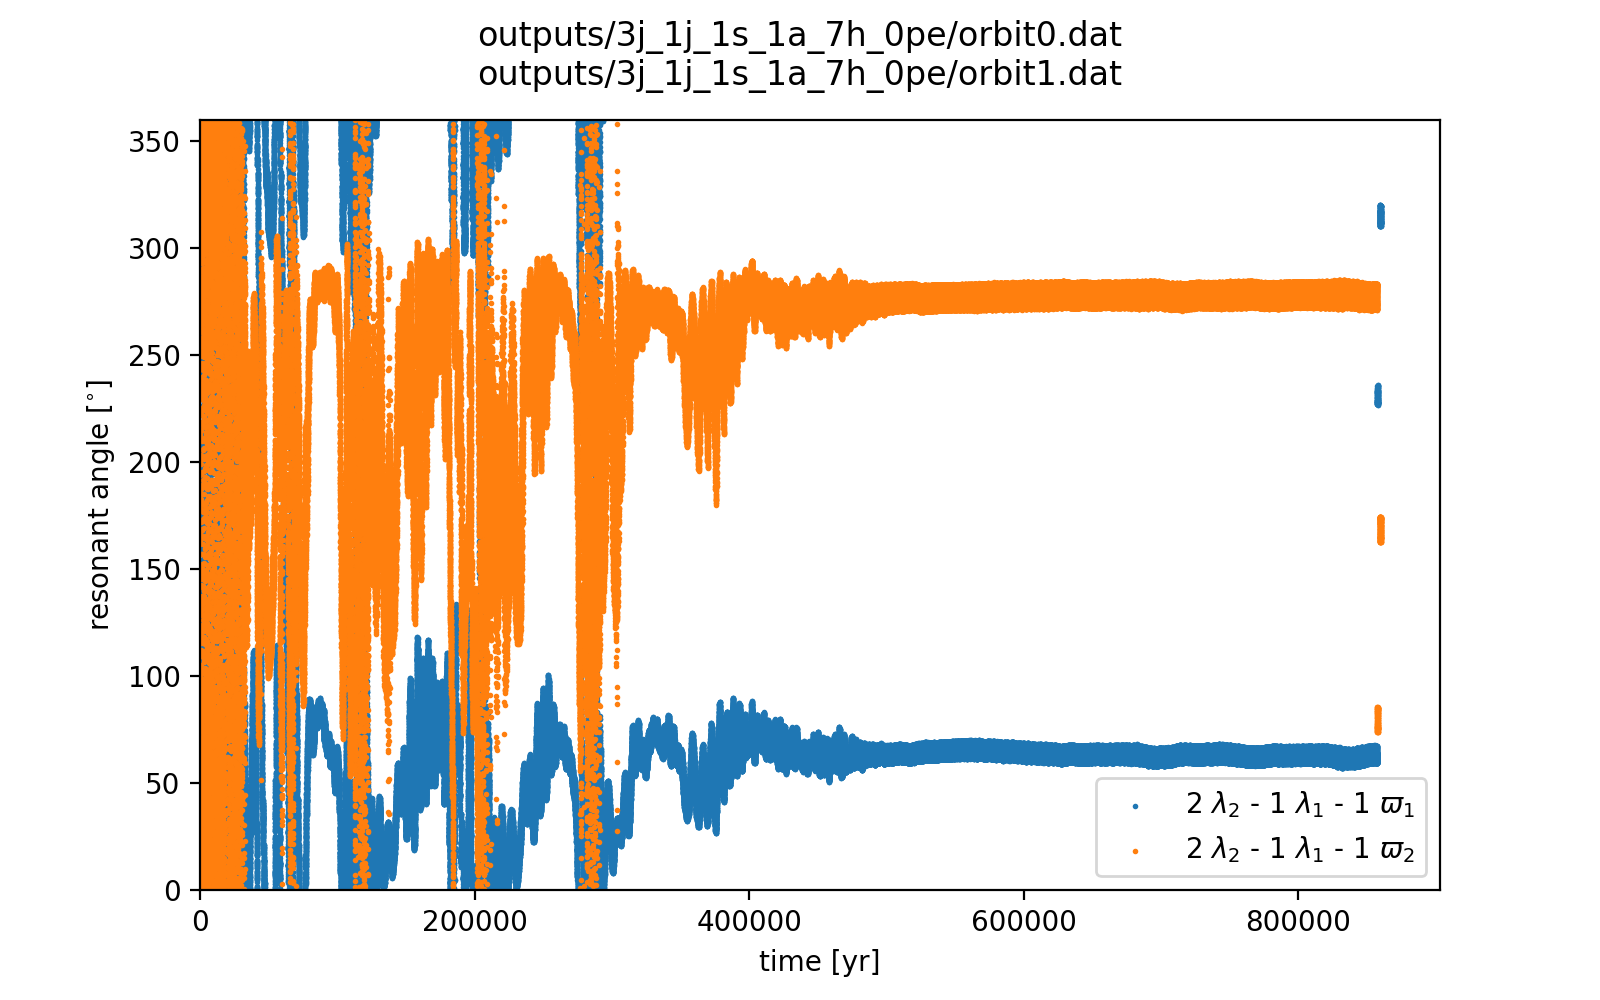 outputs/3j_1j_1s_1a_7h_0pe/orbit0.dat
outputs/3j_1j_1s_1a_7h_0pe/orbit1.dat
350
300
250
200
150
100
50
0
resonant angle [°]
2 λ₂ - 1 λ₁ - 1 ϖ₁
2 λ₂ - 1 λ₁ - 1 ϖ₂
0 200000 400000 600000 800000
time [yr]